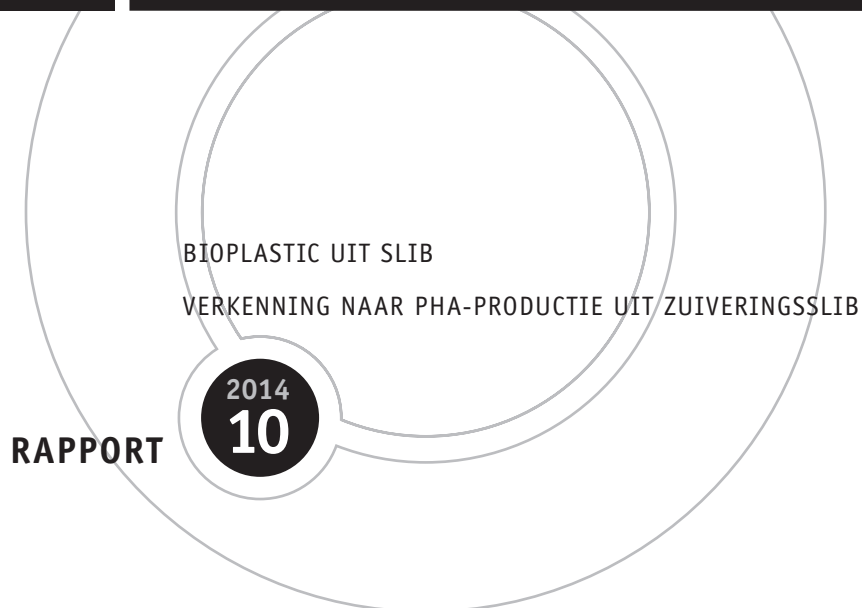 BIOPLASTIC UIT SLIB
VERKENNING NAAR PHA-PRODUCTIE UIT ZUIVERINGSSLIB
2014
10
RAPPORT